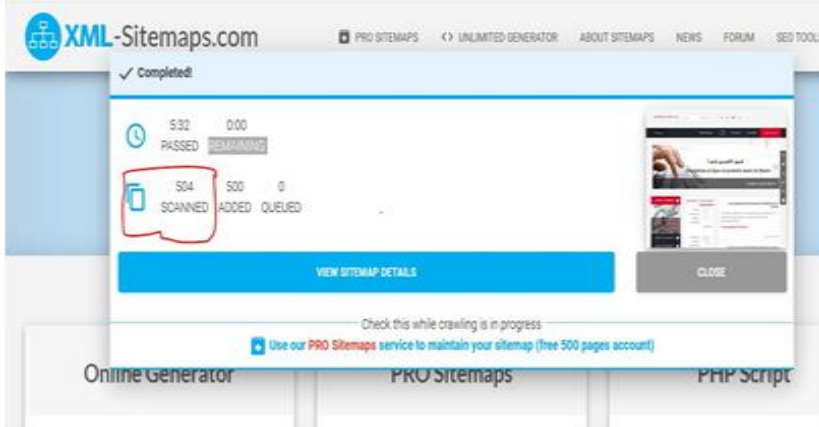 XML-Sitemaps.com
PRO SITEMAPS <> UNLIMITED GENERATOR ABOUT SITEMAPS NEWS FORUM SEO TOOLS
✓ Completed!
5:32 0:00
PASSED REMAINING
504 500 0
SCANNED ADDED QUEUED
VIEW SITEMAP DETAILS CLOSE
Check this while crawling is in progress
Use our PRO Sitemaps service to maintain your sitemap (free 500 pages account)
Online Generator PRO Sitemaps PHP Script